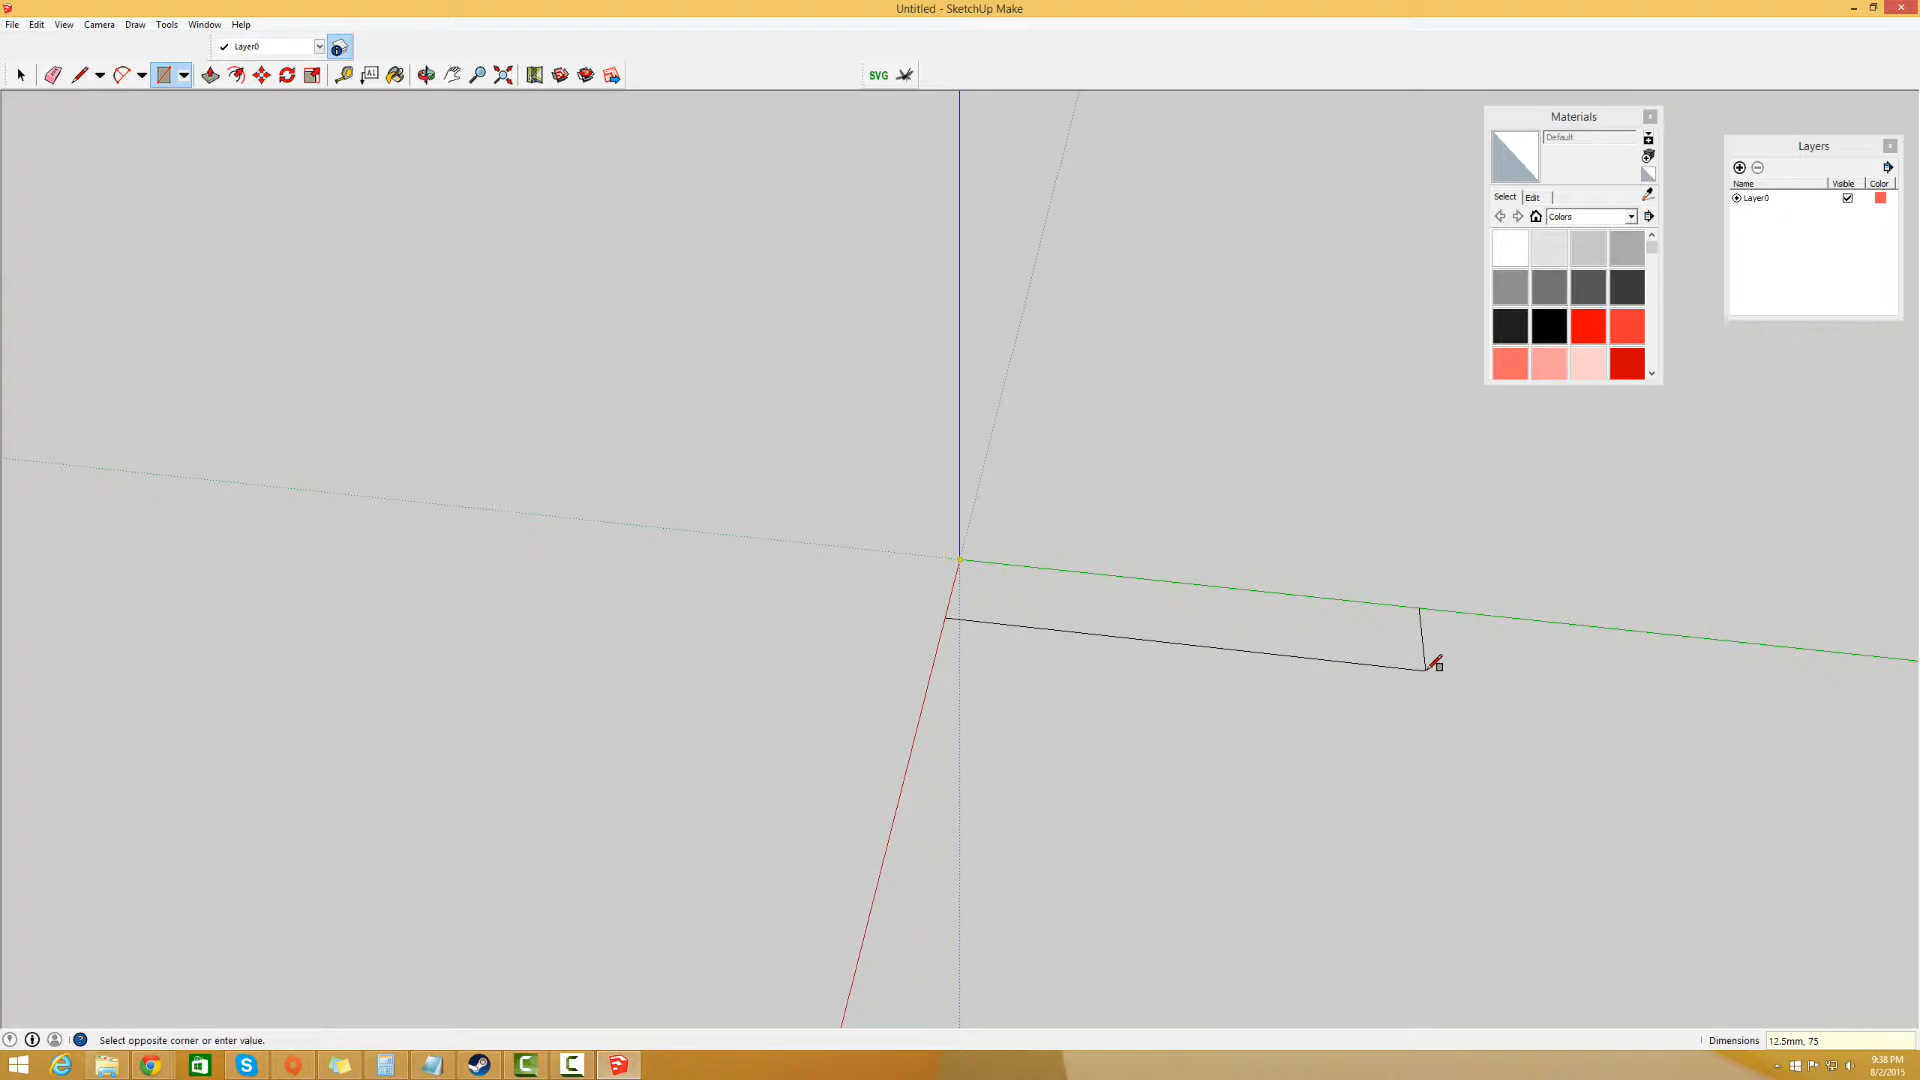 Untitled - SketchUp Make
File Edit View Camera Draw Tools Window Help
Layer0
A1
SVG
Materials
Default
Select Edit
Colors
Layers
Name Visible Color
Layer0
Select opposite corner or enter value.
Dimensions 12.5mm, 75
9:38 PM
8/2/2015